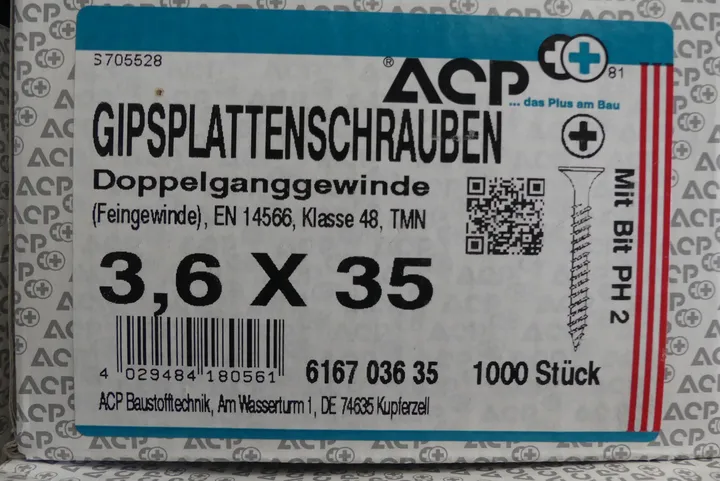 S705528
® ACP
81
... das Plus am Bau
GIPSPLATTENSCHRAUBEN
Doppelganggewinde
(Feingewinde), EN 14566, Klasse 48, TMN
3,6 X 35
Mit Bit PH 2
4 029484 180561
6167 036 35
1000 Stück
ACP Baustofftechnik, Am Wasserturm 1, DE 74635 Kupferzell